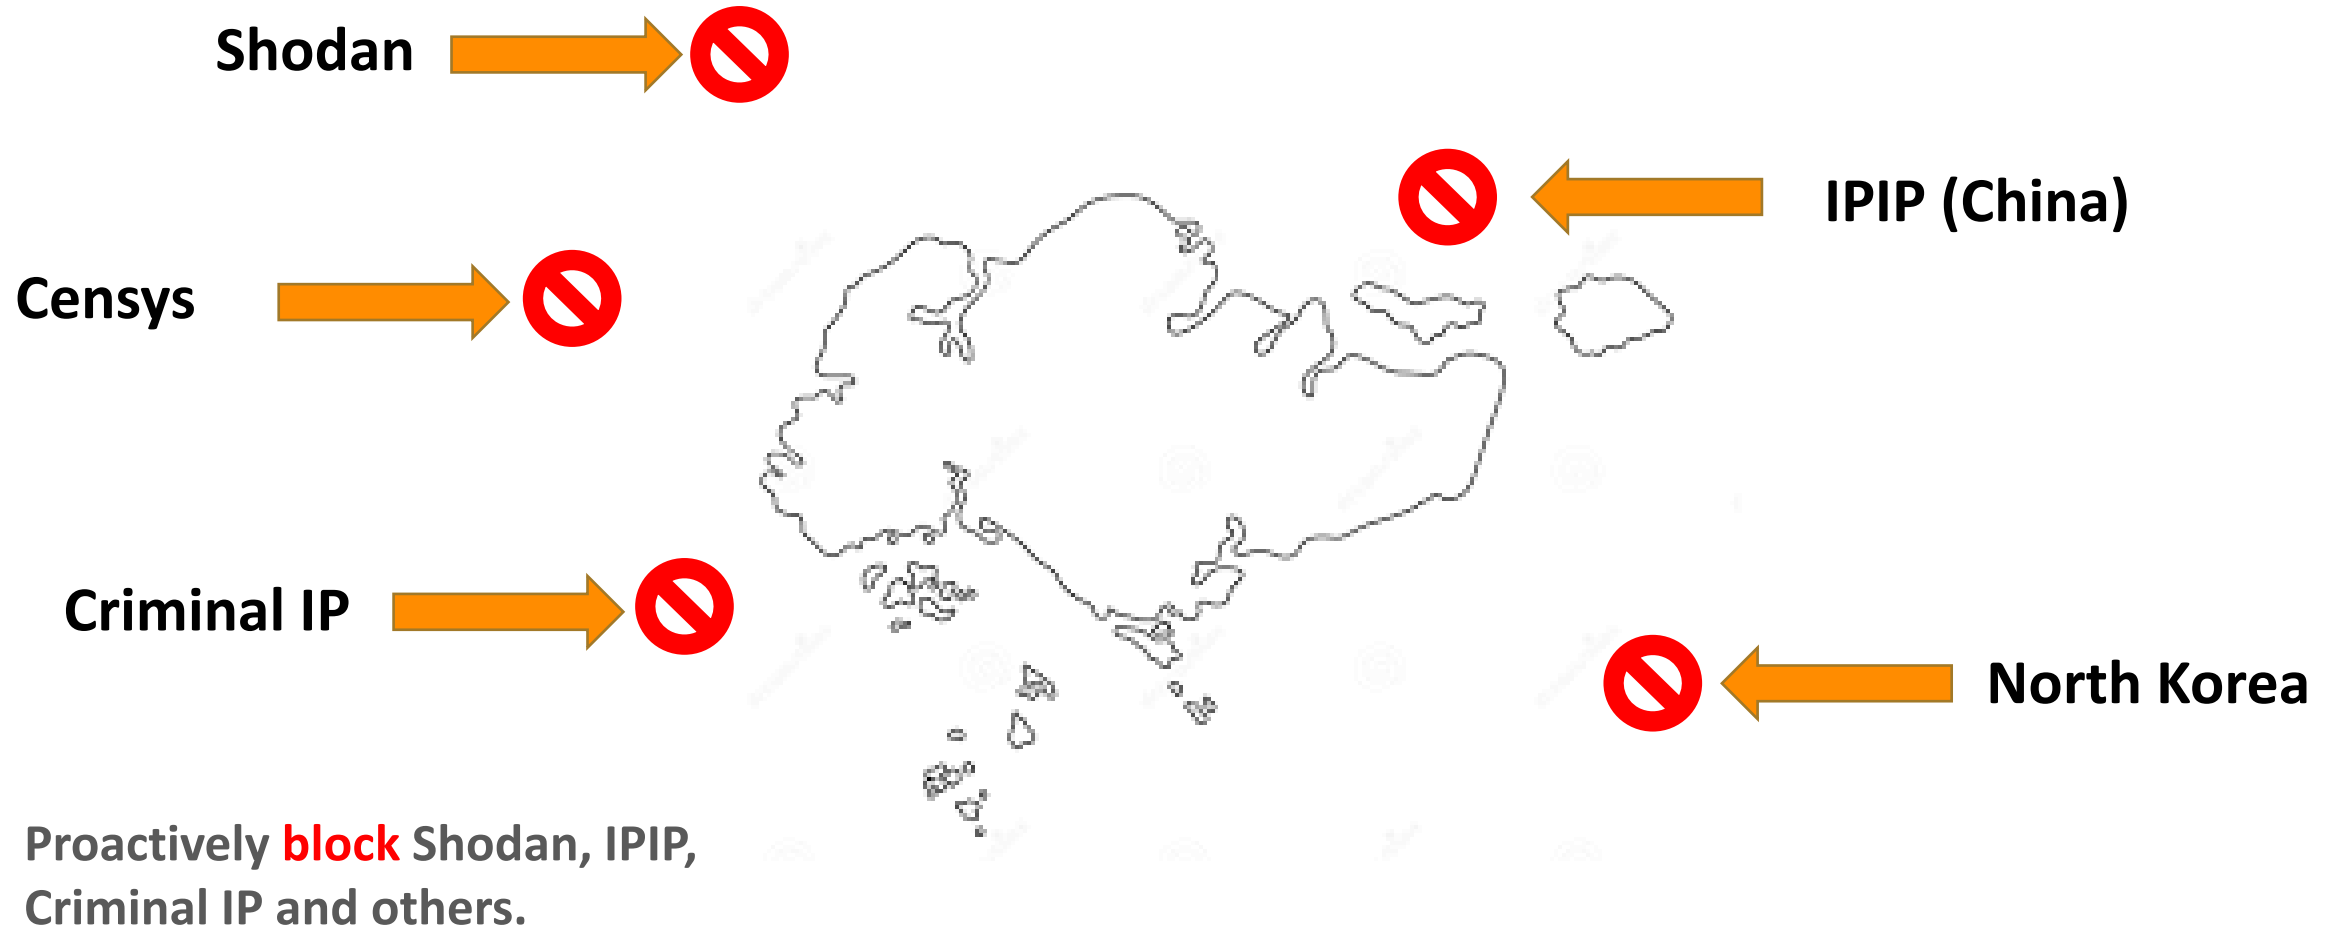 Shodan
IPIP (China)
Censys
Criminal IP
North Korea
Proactively block Shodan, IPIP,
Criminal IP and others.